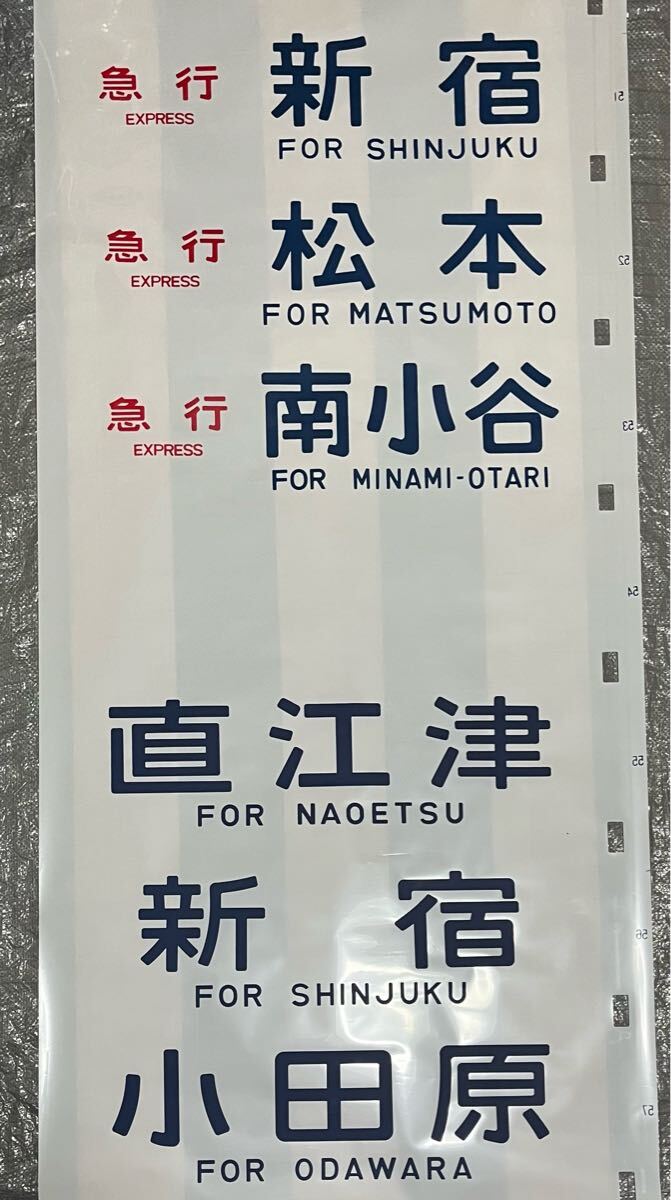 急行 新宿
EXPRESS FOR SHINJUKU
51
急行 松本
EXPRESS FOR MATSUMOTO
52
急行 南小谷
EXPRESS FOR MINAMI-OTARI
53
54
直江津
FOR NAOETSU
55
新宿
FOR SHINJUKU
56
小田原
FOR ODAWARA
57